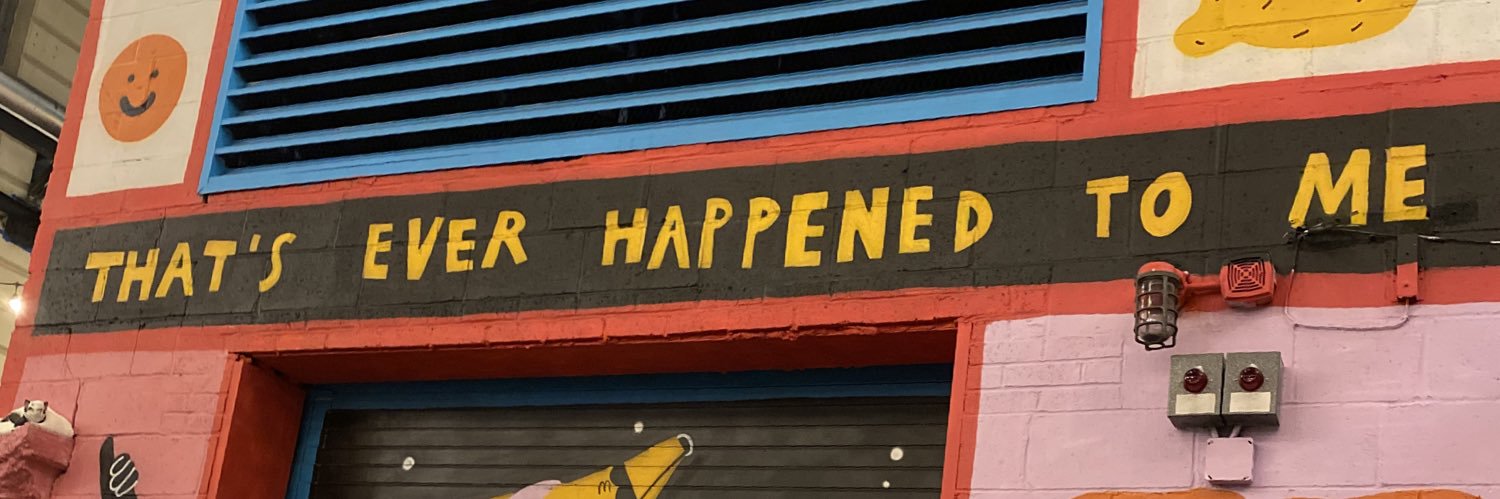 THAT'S EVER HAPPENED TO ME